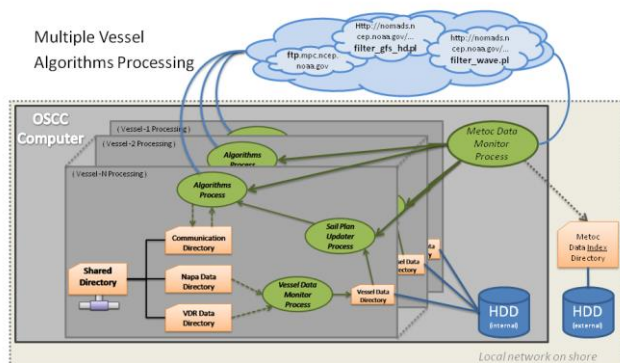 Multiple Vessel
Algorithms Processing
ftp.mpc.ncep.
noaa.gov
Http://nomads.n
cep.noaa.gov/...
filter_gfs_hd.pl
Http://nomads.n
cep.noaa.gov/...
filter_wave.pl
OSCC
Computer
( Vessel-1 Processing )
( Vessel-2 Processing )
( Vessel-N Processing )
Algorithms
Process
Algorithms
Process
Metoc Data
Monitor
Process
Sail Plan
Updater
Process
Communication
Directory
Shared
Directory
Napa Data
Directory
VDR Data
Directory
Vessel Data
Monitor
Process
Vessel Data
Directory
Metoc
Data Index
Directory
HDD
(internal)
HDD
(external)
Local network on shore